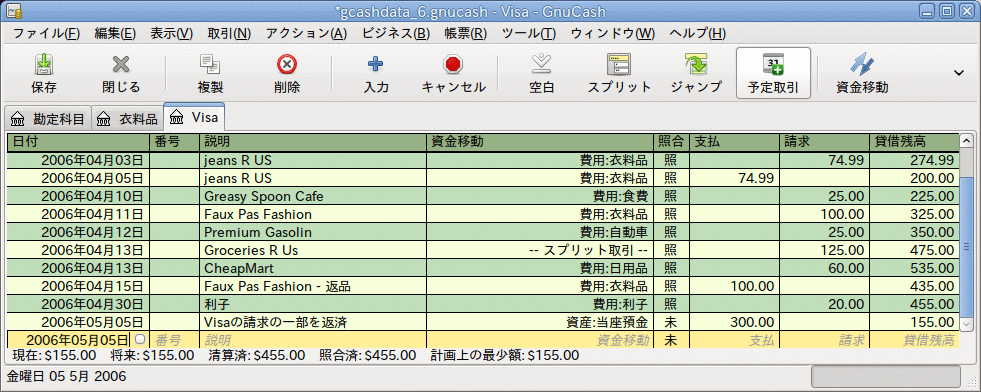 *gcashdata_6.gnucash - Visa - GnuCash
ファイル(F) 編集(E) 表示(V) 取引(N) アクション(A) ビジネス(B) 帳票(R) ツール(T) ウィンドウ(W) ヘルプ(H)
保存 閉じる 複製 削除 入力 キャンセル 空白 スプリット ジャンプ 予定取引 資金移動
勘定科目 衣料品 Visa
日付 番号 説明 資金移動 照合 支払 請求 貸借残高
2006年04月03日 jeans R US 費用:衣料品 照 74.99 274.99
2006年04月05日 jeans R US 費用:衣料品 照 74.99 200.00
2006年04月10日 Greasy Spoon Cafe 費用:食費 照 25.00 225.00
2006年04月11日 Faux Pas Fashion 費用:衣料品 照 100.00 325.00
2006年04月12日 Premium Gasolin 費用:自動車 照 25.00 350.00
2006年04月13日 Groceries R Us -- スプリット取引 -- 照 125.00 475.00
2006年04月13日 CheapMart 費用:日用品 照 60.00 535.00
2006年04月15日 Faux Pas Fashion - 返品 費用:衣料品 照 100.00 435.00
2006年04月30日 利子 費用:利子 照 20.00 455.00
2006年05月05日 Visaの請求の一部を返済 資産:当座預金 未 300.00 155.00
2006年05月05日 番号 説明 資金移動 未 支払 請求 貸借残高
現在: $155.00 将来: $155.00 清算済: $455.00 照合済: $455.00 計画上の最少額: $155.00
金曜日 05 5月 2006